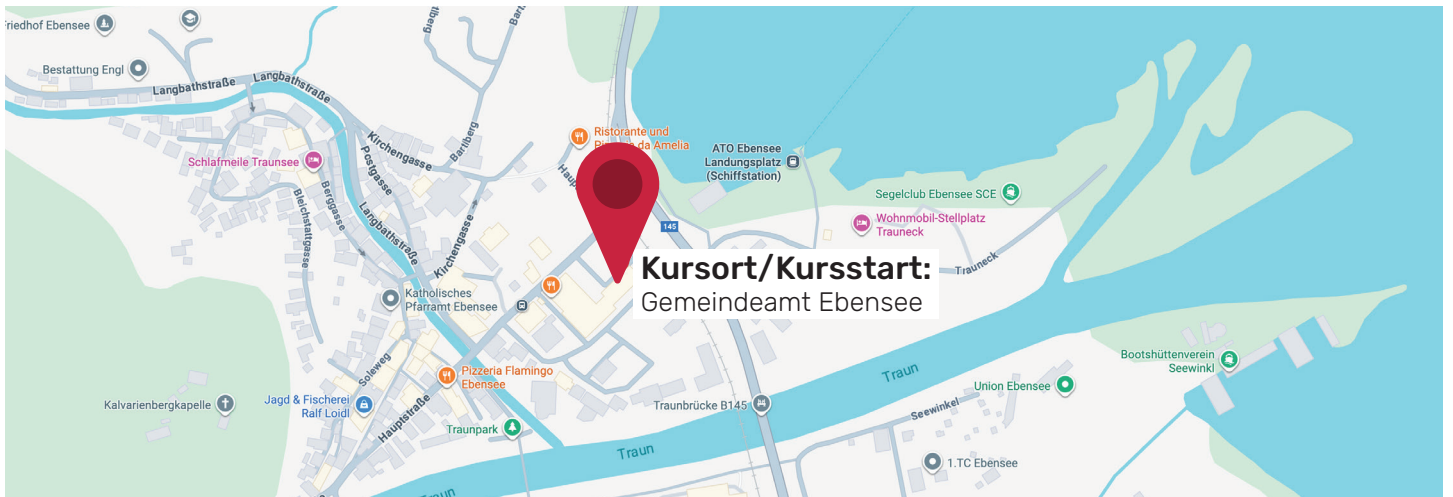 Friedhof Ebensee
Bestattung Engl
Langbathstraße
Langbathstraße
Bartlberg
Kirchengasse
Postgasse
Schlafmeile Traunsee
Berggasse
Bleichstattgasse
Langbathstraße
Kirchengasse
Katholisches
Pfarramt Ebensee
Ristorante und
da Amelia
ATO Ebensee
Landungsplatz
(Schiffstation)
Segelclub Ebensee SCE
Wohnmobil-Stellplatz
Trauneck
145
Trauneck
Kursort/Kursstart:
Gemeindeamt Ebensee
Soleweg
Pizzeria Flamingo
Ebensee
Jagd & Fischerei
Ralf Loidl
Kalvarienbergkapelle
Hauptstraße
Traunpark
Traunbrücke B145
Traun
Seewinkel
Union Ebensee
Bootshüttenverein
Seewinkl
Traun
1.TC Ebensee